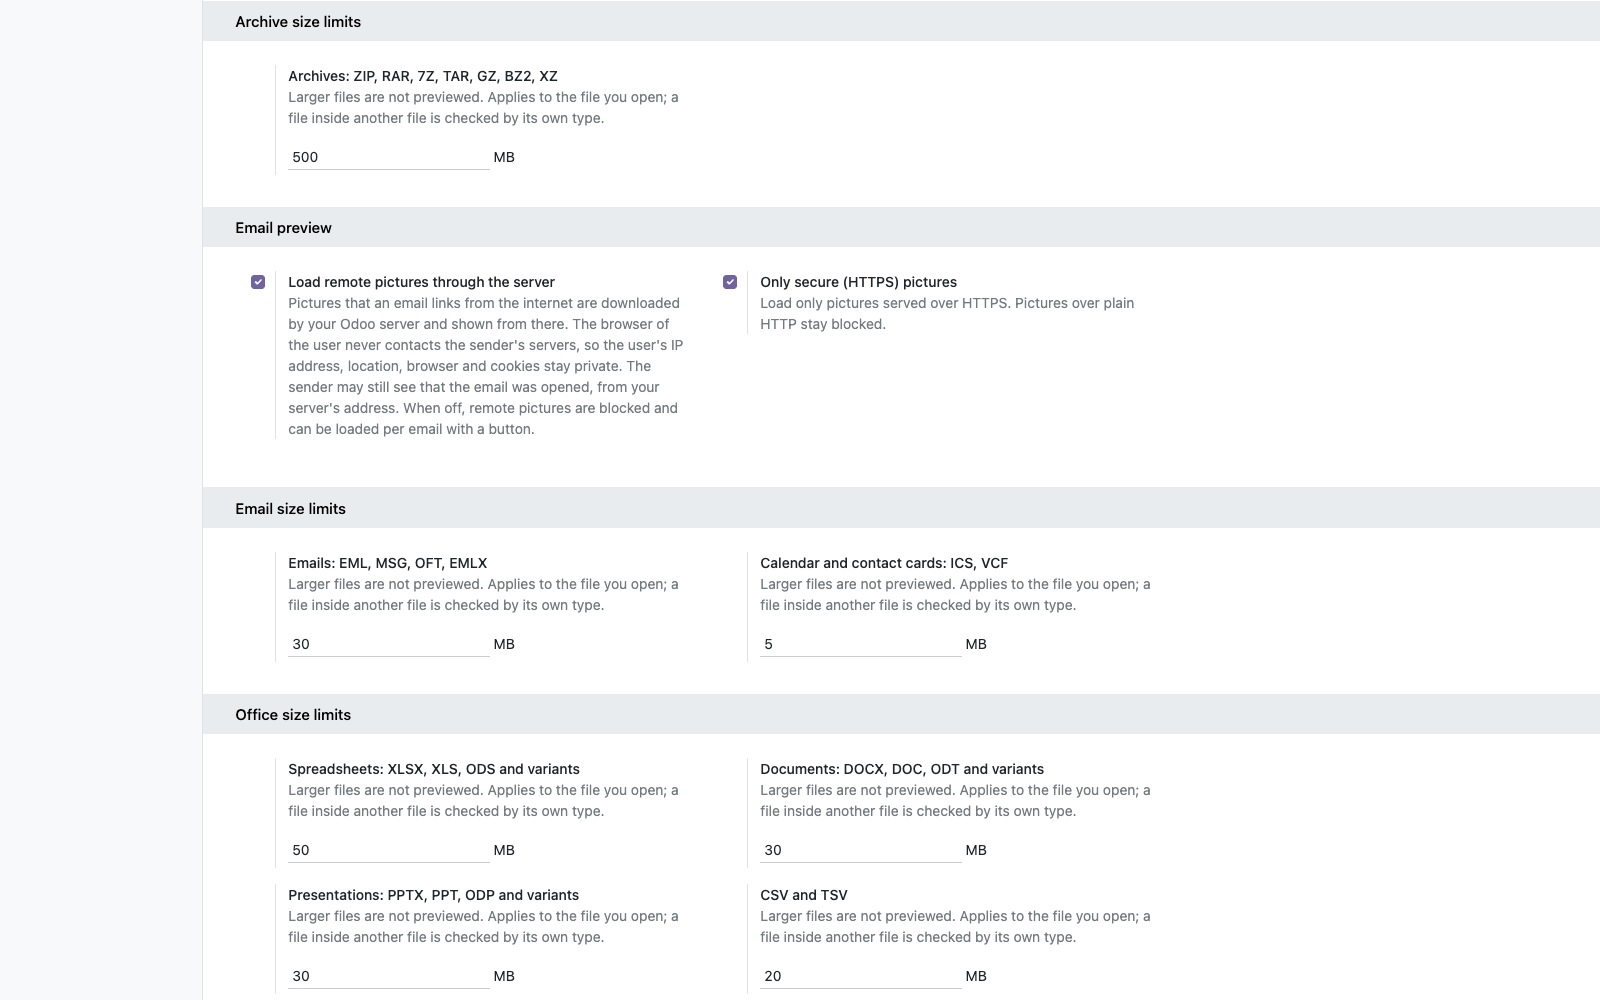 Archive size limits
Archives: ZIP, RAR, 7Z, TAR, GZ, BZ2, XZ
Larger files are not previewed. Applies to the file you open; a
file inside another file is checked by its own type.
500 MB
Email preview
Load remote pictures through the server
Pictures that an email links from the internet are downloaded
by your Odoo server and shown from there. The browser of
the user never contacts the sender's servers, so the user's IP
address, location, browser and cookies stay private. The
sender may still see that the email was opened, from your
server's address. When off, remote pictures are blocked and
can be loaded per email with a button.
Only secure (HTTPS) pictures
Load only pictures served over HTTPS. Pictures over plain
HTTP stay blocked.
Email size limits
Emails: EML, MSG, OFT, EMLX
Larger files are not previewed. Applies to the file you open; a
file inside another file is checked by its own type.
30 MB
Calendar and contact cards: ICS, VCF
Larger files are not previewed. Applies to the file you open; a
file inside another file is checked by its own type.
5 MB
Office size limits
Spreadsheets: XLSX, XLS, ODS and variants
Larger files are not previewed. Applies to the file you open; a
file inside another file is checked by its own type.
50 MB
Documents: DOCX, DOC, ODT and variants
Larger files are not previewed. Applies to the file you open; a
file inside another file is checked by its own type.
30 MB
Presentations: PPTX, PPT, ODP and variants
Larger files are not previewed. Applies to the file you open; a
file inside another file is checked by its own type.
30 MB
CSV and TSV
Larger files are not previewed. Applies to the file you open; a
file inside another file is checked by its own type.
20 MB